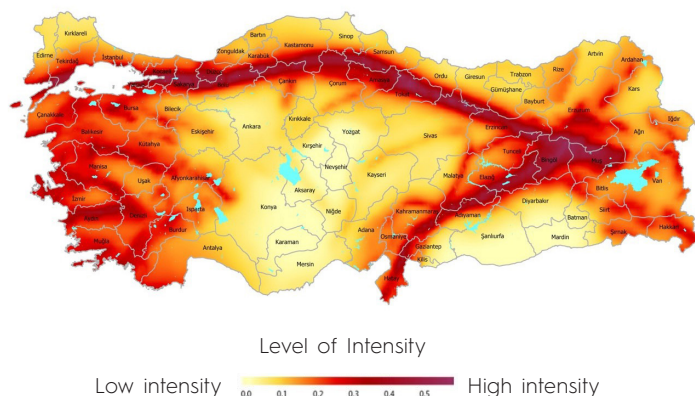 Kırklareli
Edirne
Tekirdağ
İstanbul
Zonguldak
Bartın
Karabük
Kastamonu
Sinop
Samsun
Ordu
Giresun
Trabzon
Rize
Artvin
Ardahan
Kars
Gümüşhane
Bayburt
Erzurum
Iğdır
Ağrı
Çankırı
Çorum
Tokat
Çanakkale
Bursa
Bilecik
Balıkesir
Kütahya
Eskişehir
Ankara
Kırıkkale
Yozgat
Sivas
Erzincan
Tunceli
Bingöl
Muş
Kırşehir
Nevşehir
Kayseri
Malatya
Elazığ
Bitlis
Van
Manisa
Uşak
Afyonkarahisar
Aksaray
İzmir
Aydın
Denizli
Isparta
Konya
Niğde
Kahramanmaraş
Adıyaman
Diyarbakır
Batman
Siirt
Şırnak
Hakkari
Muğla
Burdur
Antalya
Karaman
Mersin
Adana
Osmaniye
Gaziantep
Kilis
Hatay
Şanlıurfa
Mardin
Level of Intensity
Low intensity
High intensity
0.0 0.1 0.2 0.3 0.4 0.5